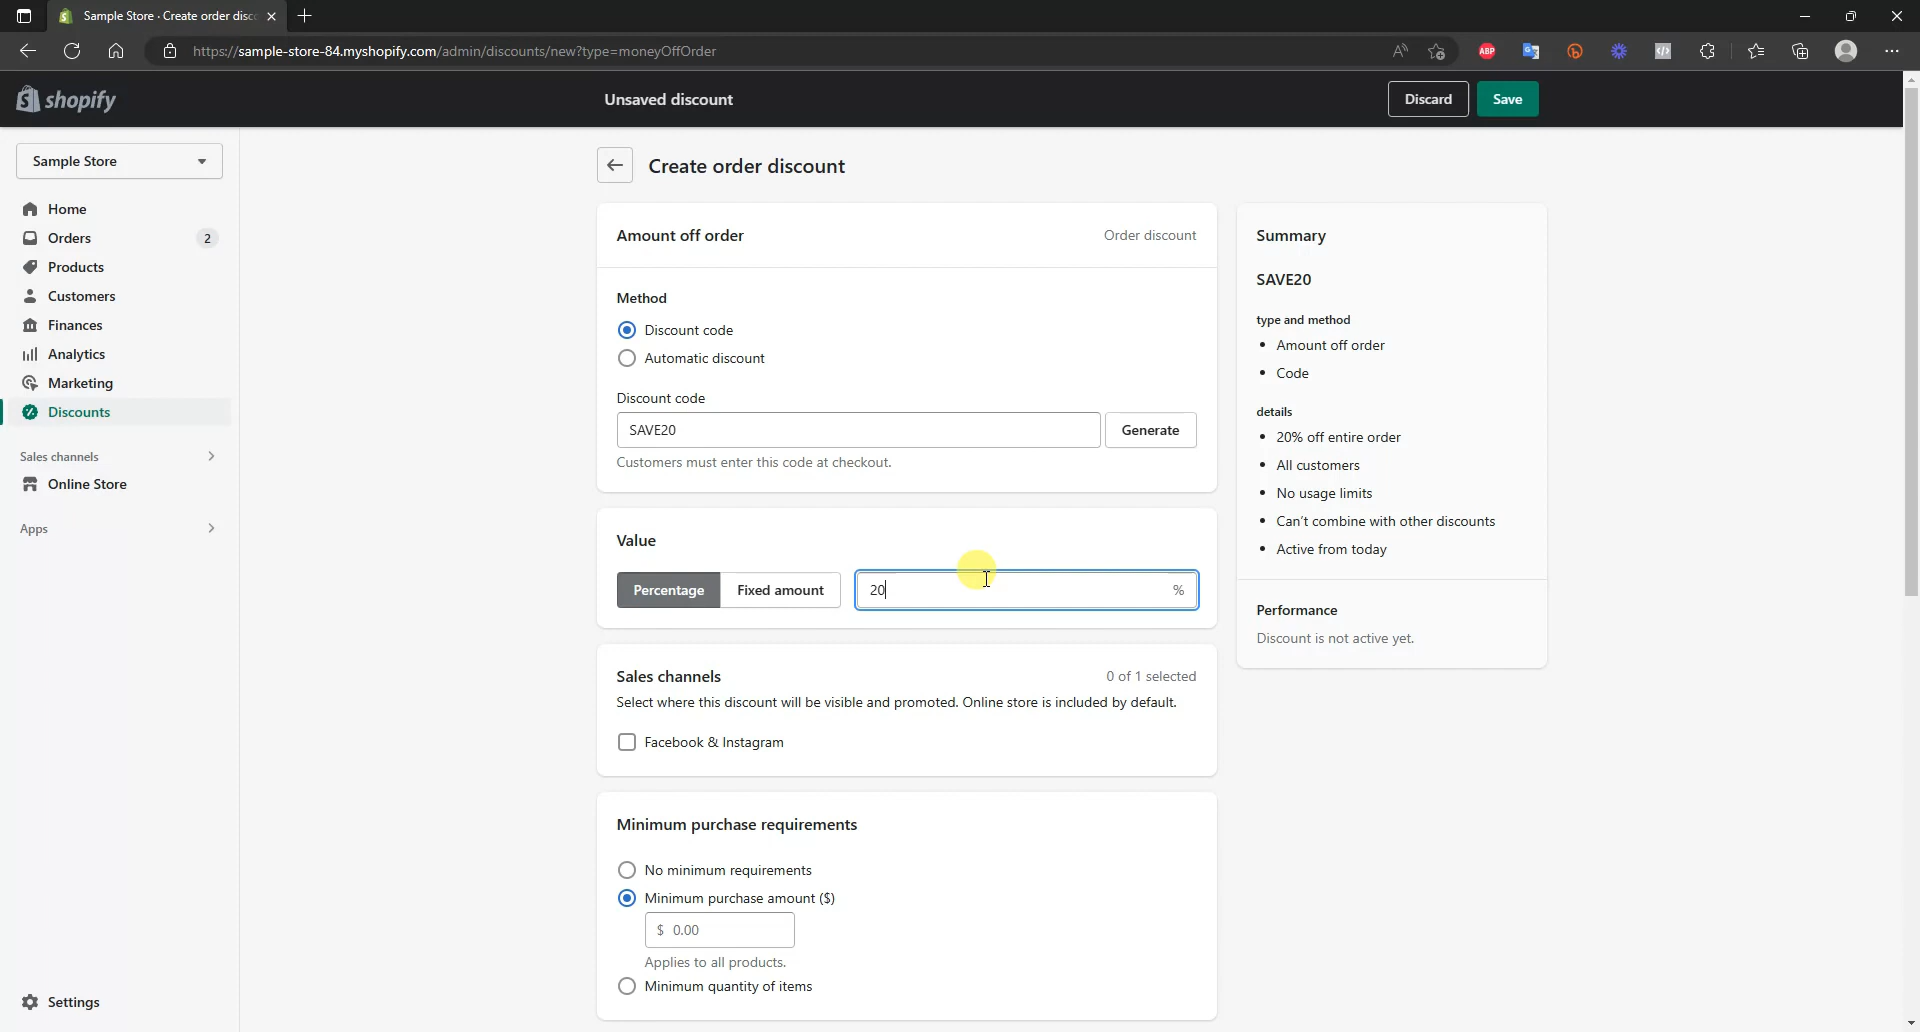 Sample Store · Create order disc
https://sample-store-84.myshopify.com/admin/discounts/new?type=moneyOffOrder
ABP
shopify
Unsaved discount
Discard
Save
Sample Store
Home
Orders 2
Products
Customers
Finances
Analytics
Marketing
Discounts
Sales channels
Online Store
Apps
Settings
Create order discount
Amount off order
Order discount
Method
Discount code
Automatic discount
Discount code
SAVE20
Generate
Customers must enter this code at checkout.
Value
Percentage
Fixed amount
20 %
Sales channels
0 of 1 selected
Select where this discount will be visible and promoted. Online store is included by default.
Facebook & Instagram
Minimum purchase requirements
No minimum requirements
Minimum purchase amount ($)
$ 0.00
Applies to all products.
Minimum quantity of items
Summary
SAVE20
type and method
• Amount off order
• Code
details
• 20% off entire order
• All customers
• No usage limits
• Can't combine with other discounts
• Active from today
Performance
Discount is not active yet.